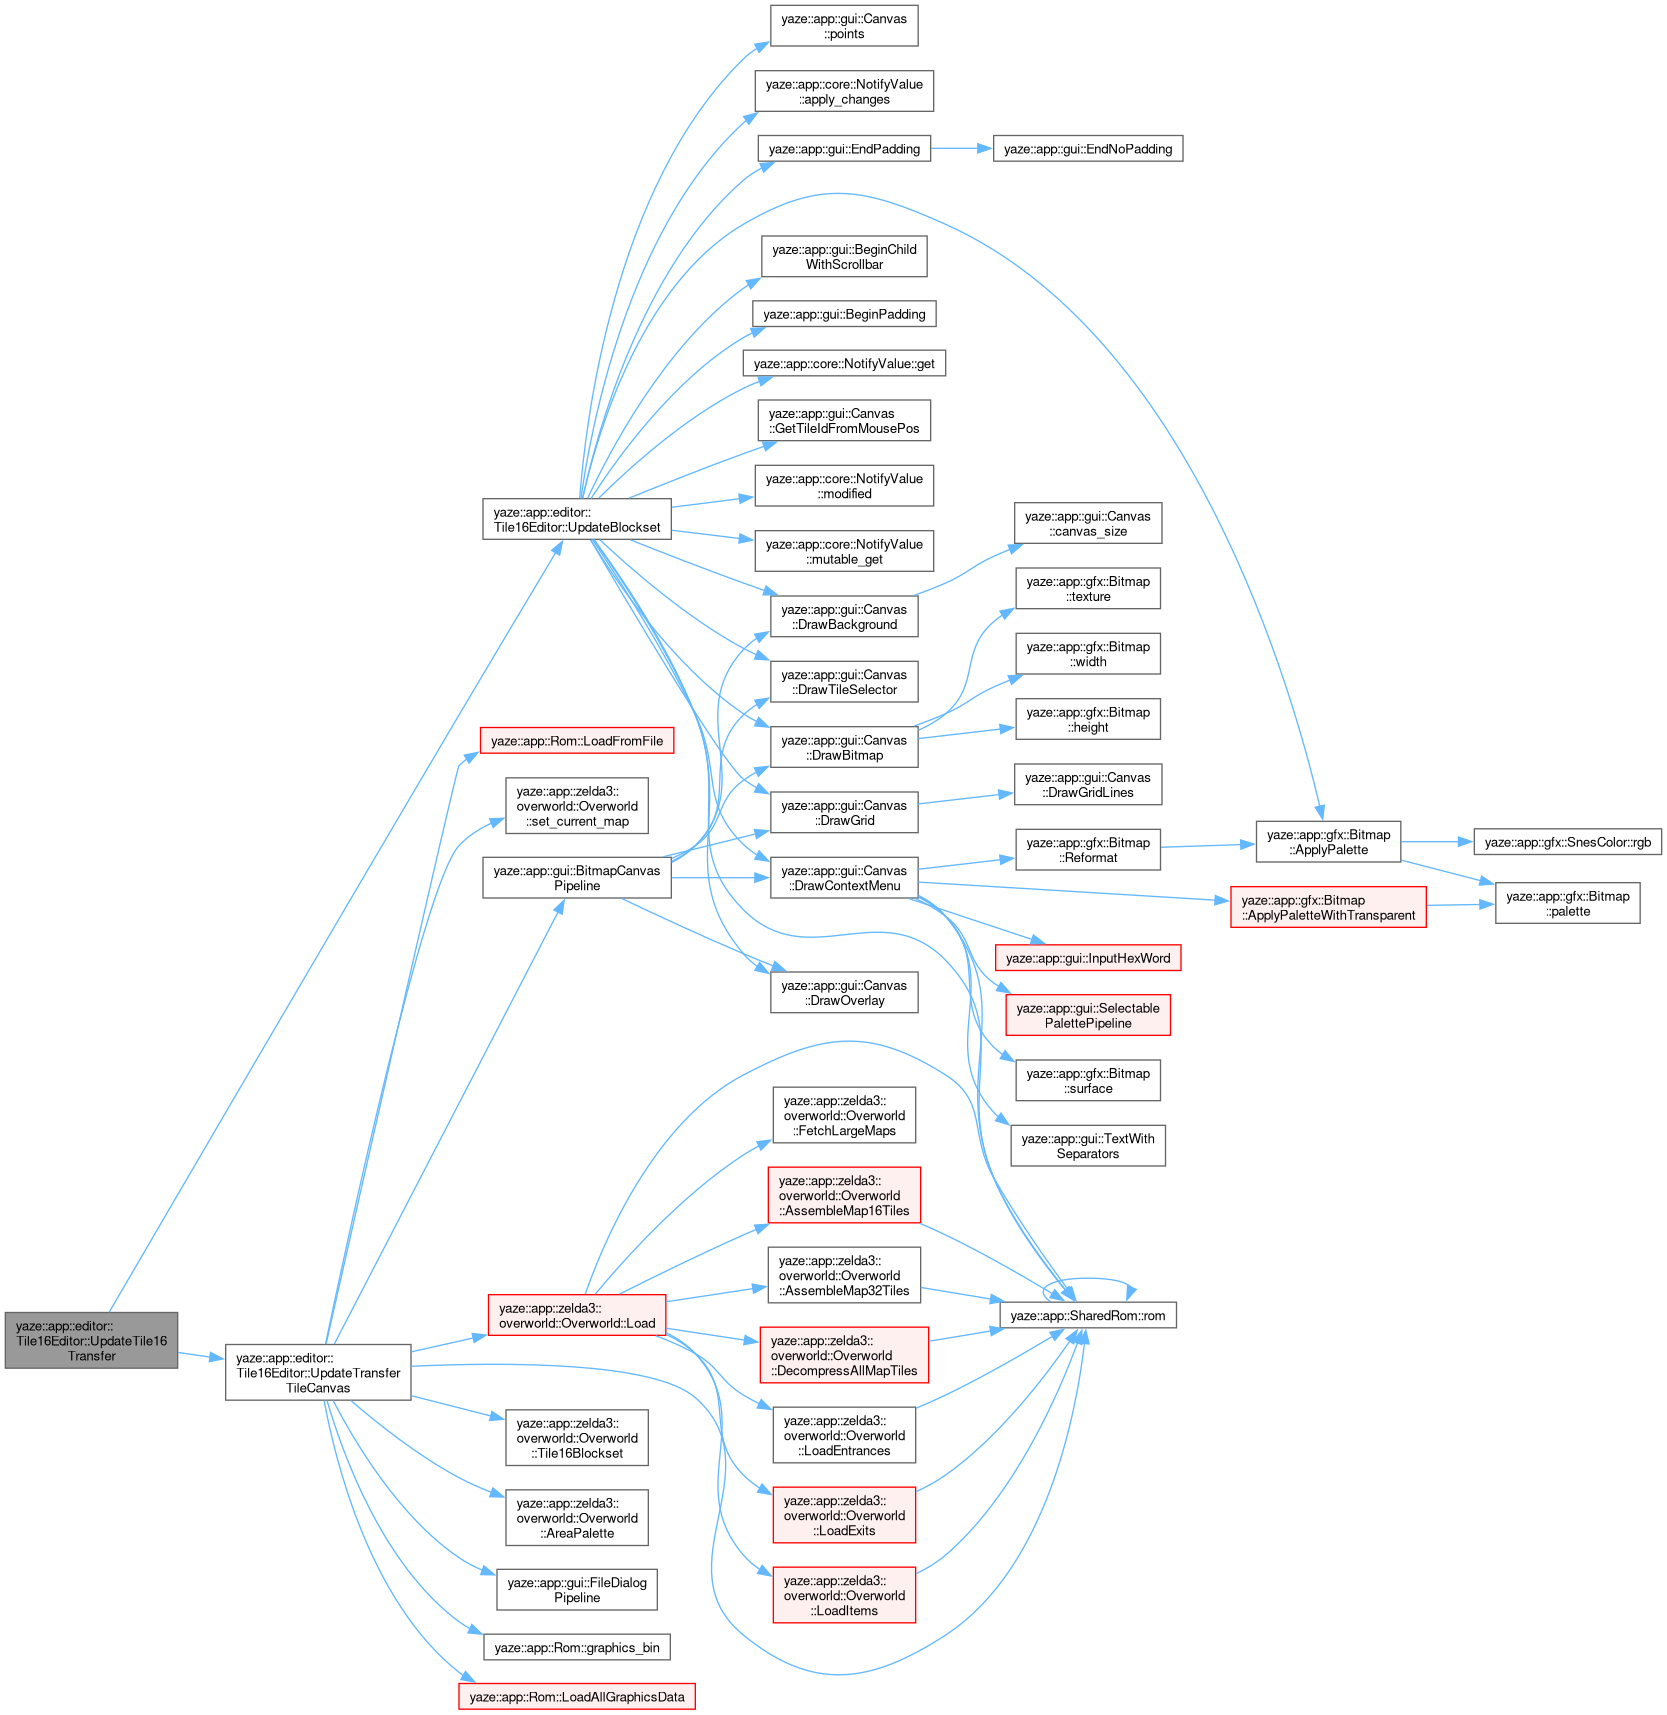 yaze::app::gui::Canvas
::points
yaze::app::core::NotifyValue
::apply_changes
yaze::app::gui::EndPadding
yaze::app::gui::EndNoPadding
yaze::app::gui::BeginChild
WithScrollbar
yaze::app::gui::BeginPadding
yaze::app::core::NotifyValue::get
yaze::app::gui::Canvas
::GetTileIdFromMousePos
yaze::app::core::NotifyValue
::modified
yaze::app::editor::
Tile16Editor::UpdateBlockset
yaze::app::core::NotifyValue
::mutable_get
yaze::app::gui::Canvas
::canvas_size
yaze::app::gfx::Bitmap
::texture
yaze::app::gui::Canvas
::DrawBackground
yaze::app::gfx::Bitmap
::width
yaze::app::gui::Canvas
::DrawTileSelector
yaze::app::gfx::Bitmap
::height
yaze::app::Rom::LoadFromFile
yaze::app::gui::Canvas
::DrawBitmap
yaze::app::gui::Canvas
::DrawGridLines
yaze::app::zelda3::
overworld::Overworld
::set_current_map
yaze::app::gui::Canvas
::DrawGrid
yaze::app::gfx::Bitmap
::Reformat
yaze::app::gfx::Bitmap
::ApplyPalette
yaze::app::gfx::SnesColor::rgb
yaze::app::gui::BitmapCanvas
Pipeline
yaze::app::gui::Canvas
::DrawContextMenu
yaze::app::gfx::Bitmap
::ApplyPaletteWithTransparent
yaze::app::gfx::Bitmap
::palette
yaze::app::gui::InputHexWord
yaze::app::gui::Canvas
::DrawOverlay
yaze::app::gui::Selectable
PalettePipeline
yaze::app::gfx::Bitmap
::surface
yaze::app::zelda3::
overworld::Overworld
::FetchLargeMaps
yaze::app::gui::TextWith
Separators
yaze::app::zelda3::
overworld::Overworld
::AssembleMap16Tiles
yaze::app::zelda3::
overworld::Overworld
::AssembleMap32Tiles
yaze::app::zelda3::
overworld::Overworld::Load
yaze::app::SharedRom::rom
yaze::app::editor::
Tile16Editor::UpdateTile16
Transfer
yaze::app::editor::
Tile16Editor::UpdateTransfer
TileCanvas
yaze::app::zelda3::
overworld::Overworld
::DecompressAllMapTiles
yaze::app::zelda3::
overworld::Overworld
::Tile16Blockset
yaze::app::zelda3::
overworld::Overworld
::LoadEntrances
yaze::app::zelda3::
overworld::Overworld
::AreaPalette
yaze::app::zelda3::
overworld::Overworld
::LoadExits
yaze::app::gui::FileDialog
Pipeline
yaze::app::zelda3::
overworld::Overworld
::LoadItems
yaze::app::Rom::graphics_bin
yaze::app::Rom::LoadAllGraphicsData